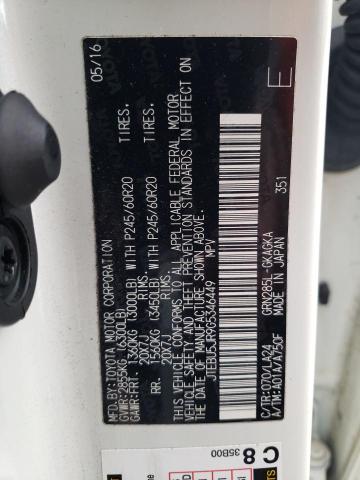 MFD.BY:TOYOTA MOTOR CORPORATION 05/16
GVWR:2855KG (6300LB)
GAWR:FRT. 1360KG (3000LB) WITH P245/60R20 TIRES.
20X7J RIMS.
RR. 1560KG (3450LB) WITH P245/60R20 TIRES.
20X7J RIMS.
THIS VEHICLE CONFORMS TO ALL APPLICABLE FEDERAL MOTOR
VEHICLE SAFETY AND THEFT PREVENTION STANDARDS IN EFFECT ON
THE DATE OF MANUFACTURE SHOWN ABOVE.
JTEBU5JR9G5346449 MPV
E
C/TR:070/LA24 GRN285L-GKAGKA
A/TM:A01A/A750F MADE IN JAPAN 351
C 8
35B00